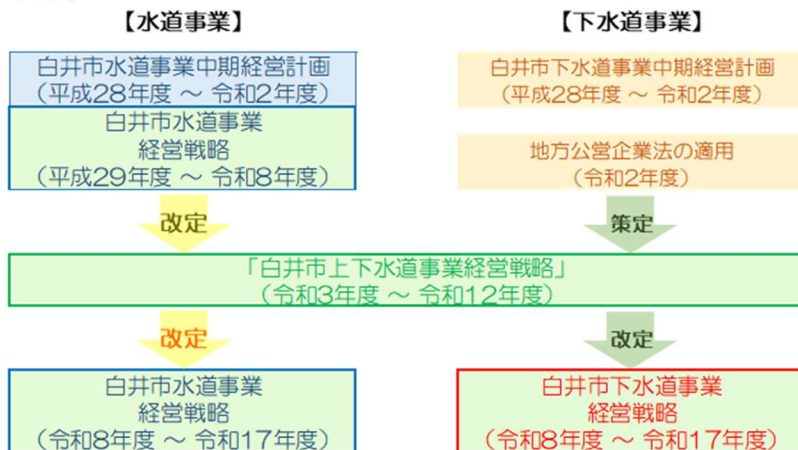 【水道事業】
白井市水道事業中期経営計画
(平成28年度 ～ 令和2年度)
白井市水道事業
経営戦略
(平成29年度 ～ 令和8年度)
改定
【下水道事業】
白井市下水道事業中期経営計画
(平成28年度 ～ 令和2年度)
地方公営企業法の適用
(令和2年度)
策定
「白井市上下水道事業経営戦略」
(令和3年度 ～ 令和12年度)
改定
白井市水道事業
経営戦略
(令和8年度 ～ 令和17年度)
改定
白井市下水道事業
経営戦略
(令和8年度 ～ 令和17年度)